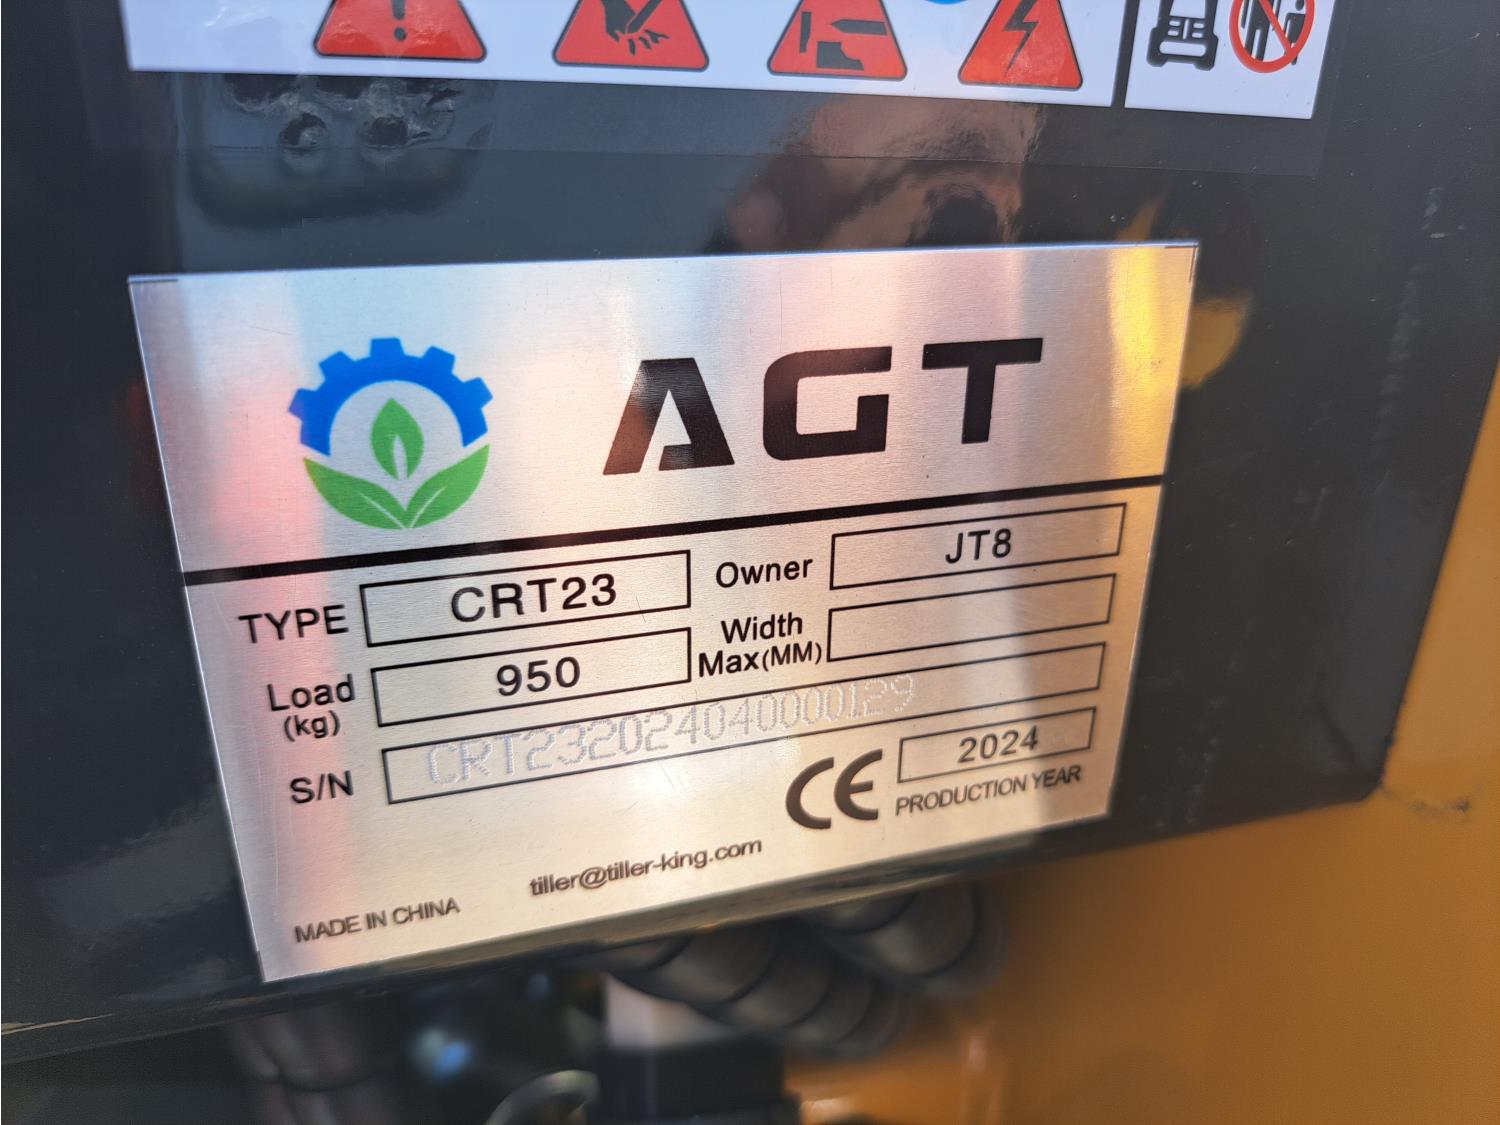 AGT
TYPE CRT23 Owner JT8
Load (kg) 950 Width Max(MM)
S/N CRT232024040000129
CE 2024
PRODUCTION YEAR
tiller@tiller-king.com
MADE IN CHINA